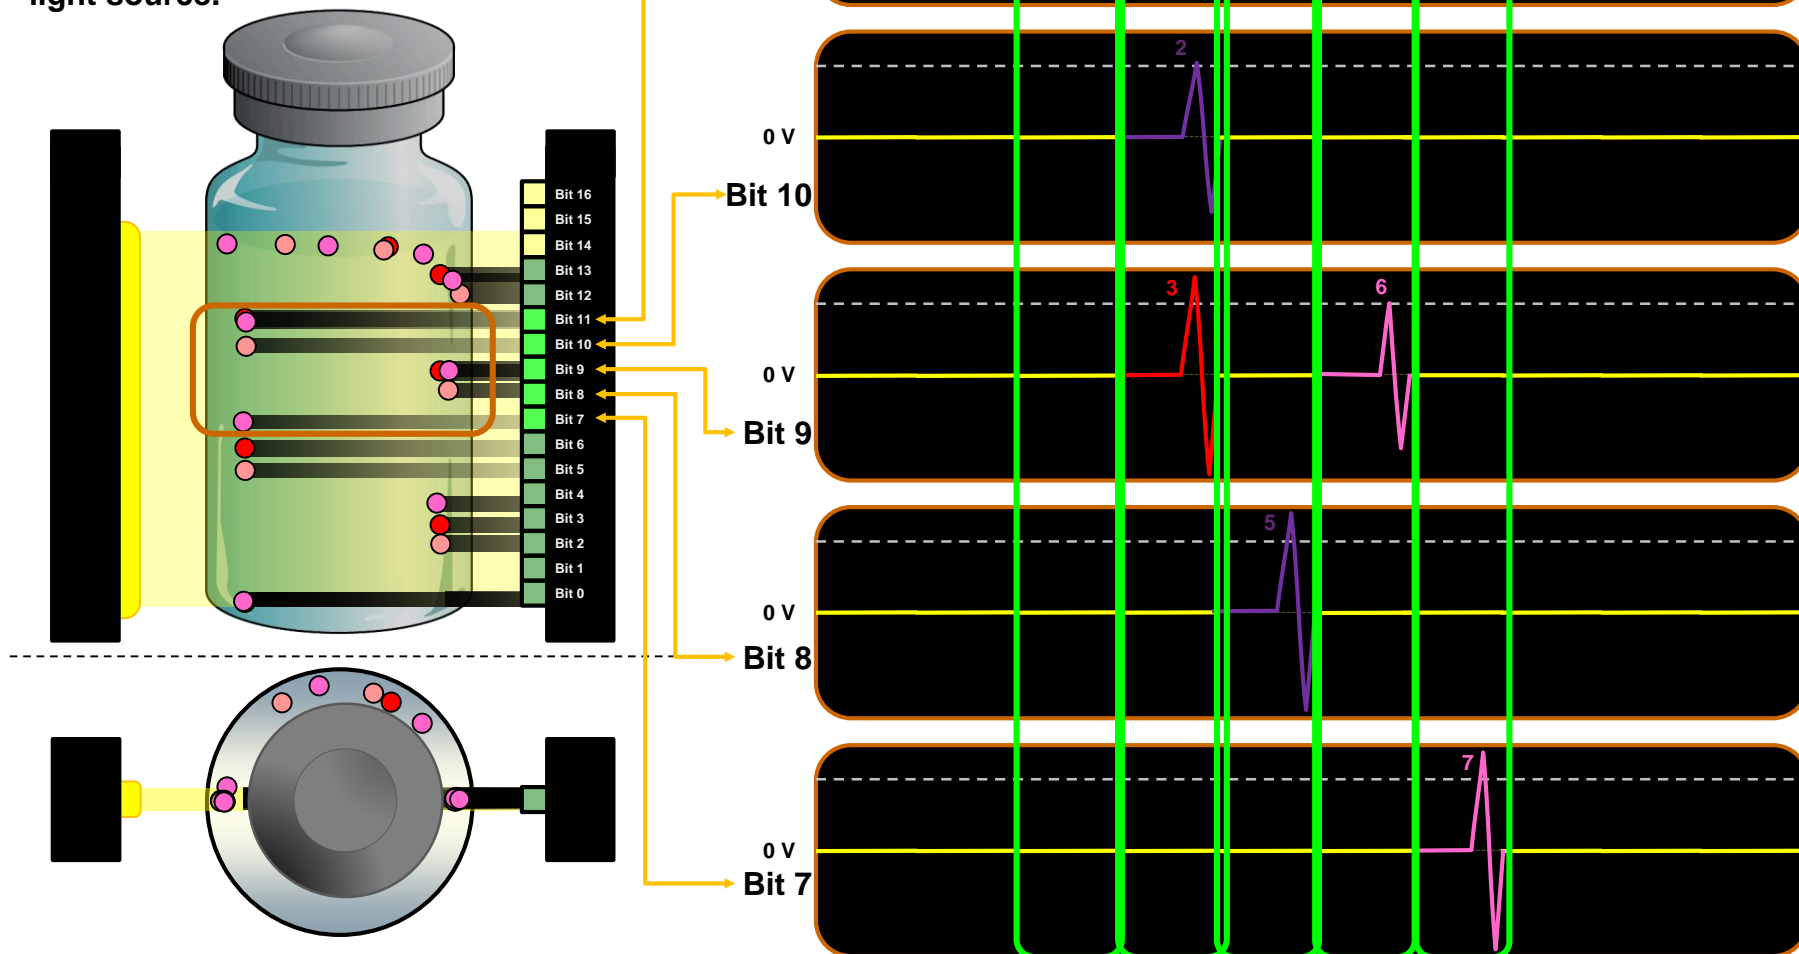 light source.
2
0 V
Bit 10
Bit 16
Bit 15
Bit 14
Bit 13
Bit 12
Bit 11
Bit 10
Bit 9
Bit 8
Bit 7
Bit 6
Bit 5
Bit 4
Bit 3
Bit 2
Bit 1
Bit 0
3
6
0 V
Bit 9
5
0 V
Bit 8
7
0 V
Bit 7